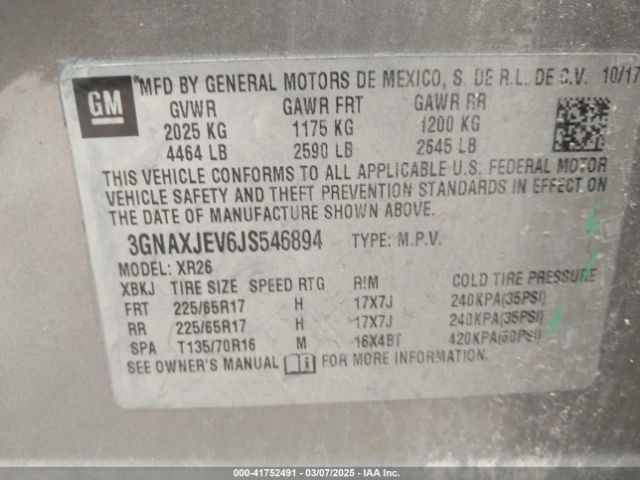 GM
MFD BY GENERAL MOTORS DE MEXICO, S. DE R.L. DE C.V. 10/17
GVWR GAWR FRT GAWR RR
2025 KG 1175 KG 1200 KG
4464 LB 2590 LB 2645 LB
THIS VEHICLE CONFORMS TO ALL APPLICABLE U.S. FEDERAL MOTOR
VEHICLE SAFETY AND THEFT PREVENTION STANDARDS IN EFFECT ON
THE DATE OF MANUFACTURE SHOWN ABOVE.
3GNAXJEV6JS546894 TYPE: M.P.V.
MODEL: XR26
XBKJ TIRE SIZE SPEED RTG RIM COLD TIRE PRESSURE
FRT 225/65R17 H 17X7J 240KPA(35PSI)
RR 225/65R17 H 17X7J 240KPA(35PSI)
SPA T135/70R16 M 16X4BT 420KPA(60PSI)
SEE OWNER'S MANUAL FOR MORE INFORMATION.
000-41752491 — 03/07/2025 — IAA Inc.